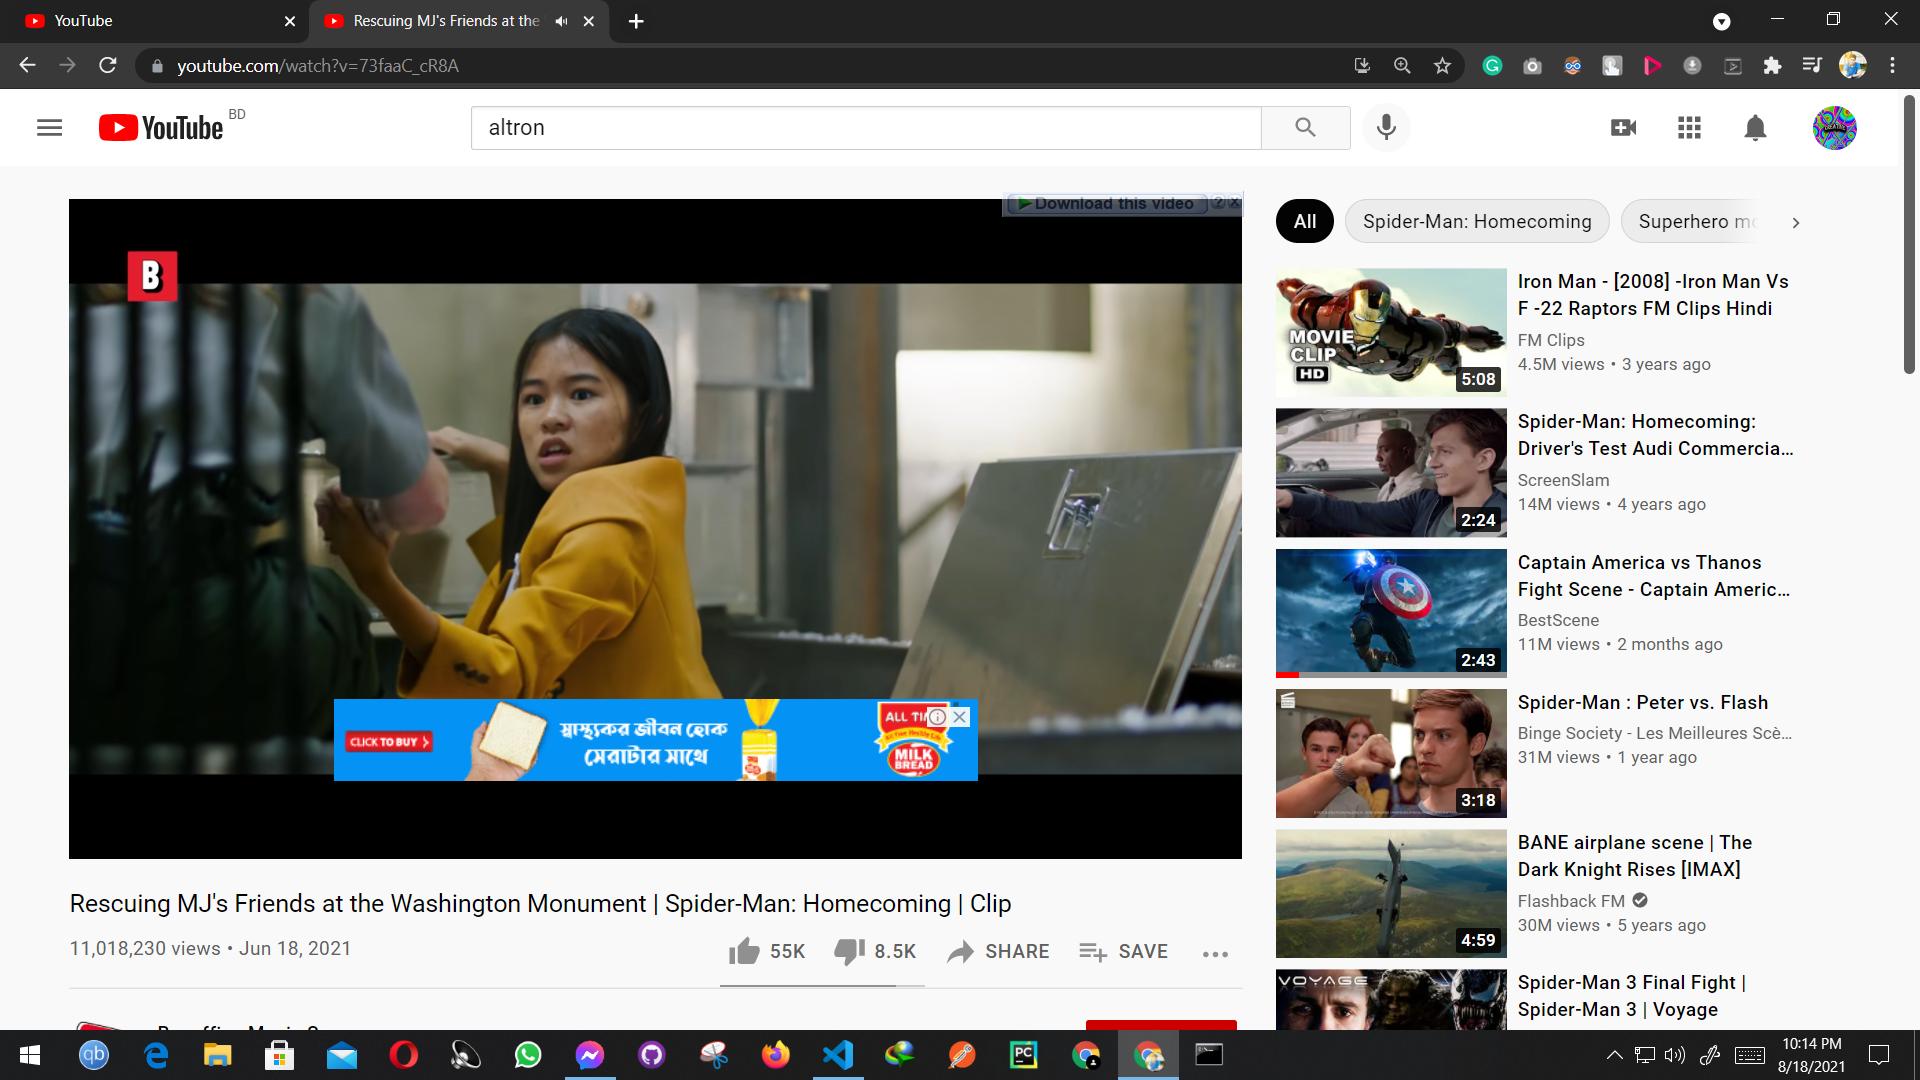 YouTube
Rescuing MJ's Friends at the
youtube.com/watch?v=73faaC_cR8A
YouTube BD
altron
Download this video
B
CLICK TO BUY
স্বাস্থ্যকর জীবন হোক
সেরাটার সাথে
ALL TI
MILK
BREAD
Rescuing MJ's Friends at the Washington Monument | Spider-Man: Homecoming | Clip
11,018,230 views • Jun 18, 2021
55K
8.5K
SHARE
SAVE
All
Spider-Man: Homecoming
Superhero mo
MOVIE
CLIP
HD
5:08
Iron Man - [2008] -Iron Man Vs
F -22 Raptors FM Clips Hindi
FM Clips
4.5M views • 3 years ago
2:24
Spider-Man: Homecoming:
Driver's Test Audi Commercia...
ScreenSlam
14M views • 4 years ago
2:43
Captain America vs Thanos
Fight Scene - Captain Americ...
BestScene
11M views • 2 months ago
3:18
Spider-Man : Peter vs. Flash
Binge Society - Les Meilleures Scè...
31M views • 1 year ago
4:59
BANE airplane scene | The
Dark Knight Rises [IMAX]
Flashback FM
30M views • 5 years ago
VOYAGE
Spider-Man 3 Final Fight |
Spider-Man 3 | Voyage
qb
PC
10:14 PM
8/18/2021